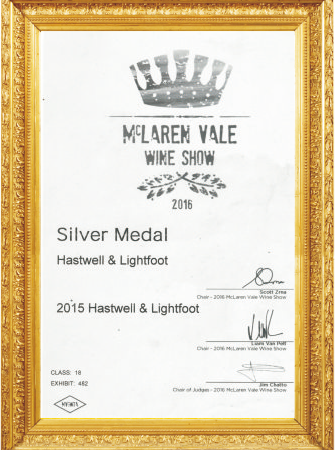 McLAREN VALE
WINE SHOW
2016
Silver Medal
Hastwell & Lightfoot
Scott Zrna
Chair - 2016 McLaren Vale Wine Show
2015 Hastwell & Lightfoot
Liam Van Pelt
Chair - 2016 McLaren Vale Wine Show
CLASS: 18
EXHIBIT: 482
Jim Chatto
Chair of Judges - 2016 McLaren Vale Wine Show